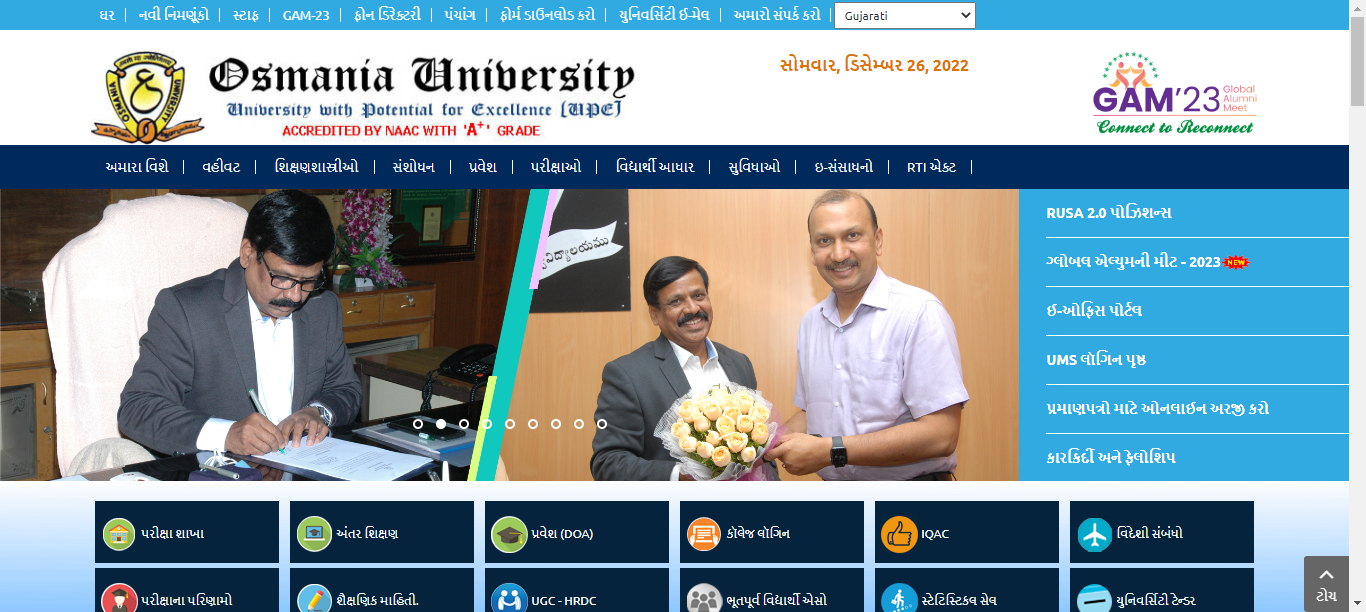 ઘર | નવી નિમણૂંકો | સ્ટાફ | GAM-23 | ફોન ડિરેક્ટરી | પંચાંગ | ફોર્મ ડાઉનલોડ કરો | યુનિવર્સિટી ઈ-મેલ | અમારો સંપર્ક કરો | Gujarati
Osmania University
University with Potential for Excellence [UPE]
ACCREDITED BY NAAC WITH 'A+' GRADE
સોમવાર, ડિસેમ્બર 26, 2022
GAM'23 Global Alumni Meet
Connect to Reconnect
અમારા વિશે | વહીવટ | શિક્ષણશાસ્ત્રીઓ | સંશોધન | પ્રવેશ | પરીક્ષાઓ | વિદ્યાર્થી આધાર | સુવિધાઓ | ઇ-સંસાધનો | RTI એક્ટ |
RUSA 2.0 પોઝિશન્સ
ગ્લોબલ એલ્યુમની મીટ - 2023 NEW
ઈ-ઓફિસ પોર્ટલ
UMS લૉગિન પૃષ્ઠ
પ્રમાણપત્રો માટે ઓનલાઈન અરજી કરો
કારકિર્દી અને ફેલોશિપ
પરીક્ષા શાખા
અંતર શિક્ષણ
પ્રવેશ (DOA)
કૉલેજ લૉગિન
IQAC
વિદેશી સંબંધો
પરીક્ષાના પરિણામો
શૈક્ષણિક માહિતી.
UGC - HRDC
ભૂતપૂર્વ વિદ્યાર્થી એસો
સ્ટેટિસ્ટિકલ સેલ
યુનિવર્સિટી ટેન્ડર
ટોચ